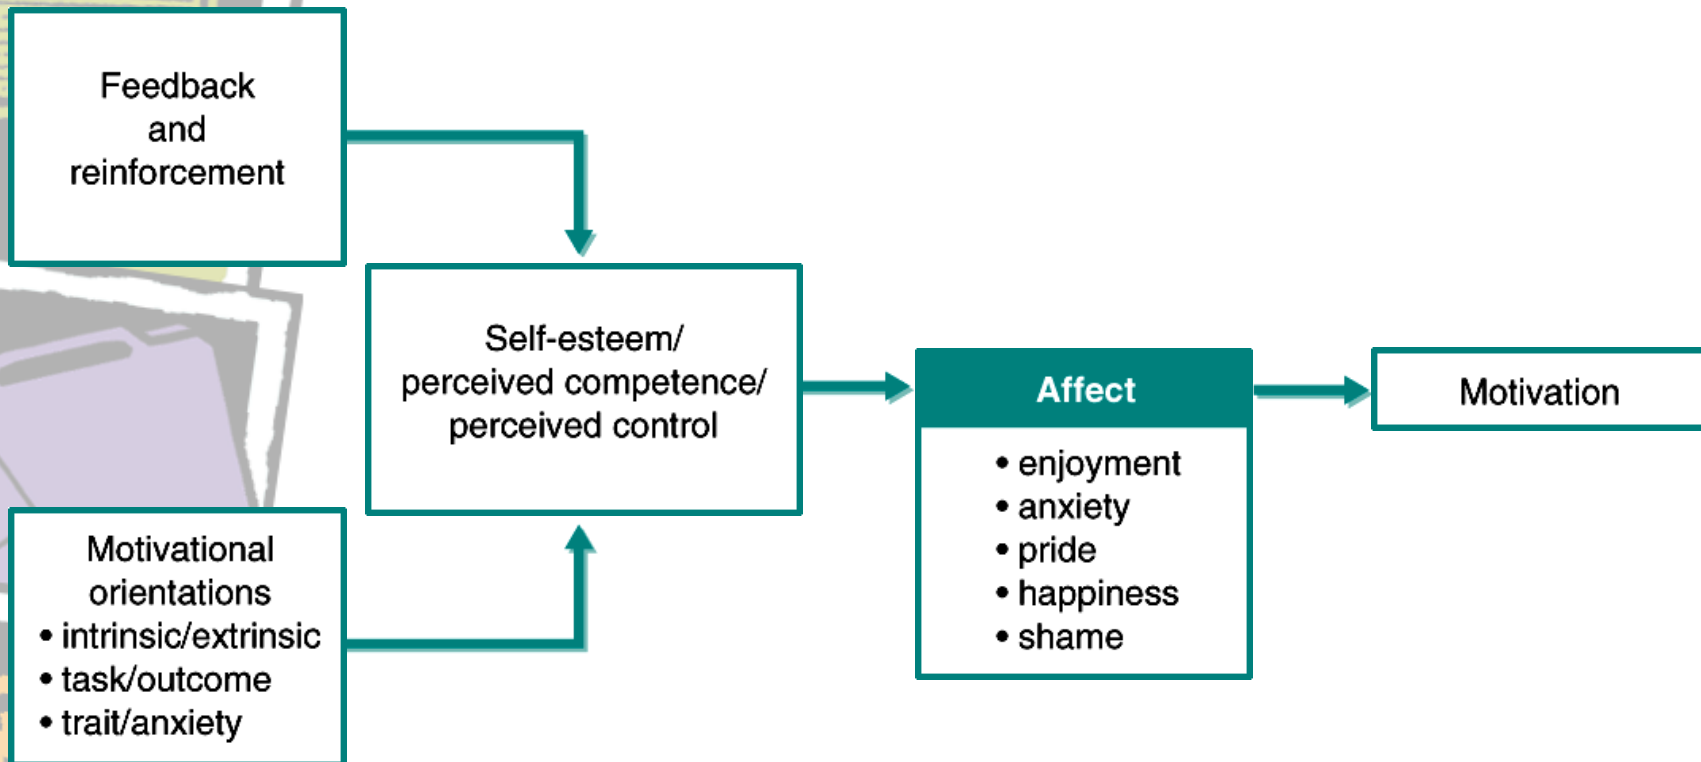 Feedback
and
reinforcement
Self-esteem/
perceived competence/
perceived control
Motivational
orientations
• intrinsic/extrinsic
• task/outcome
• trait/anxiety
Affect
• enjoyment
• anxiety
• pride
• happiness
• shame
Motivation